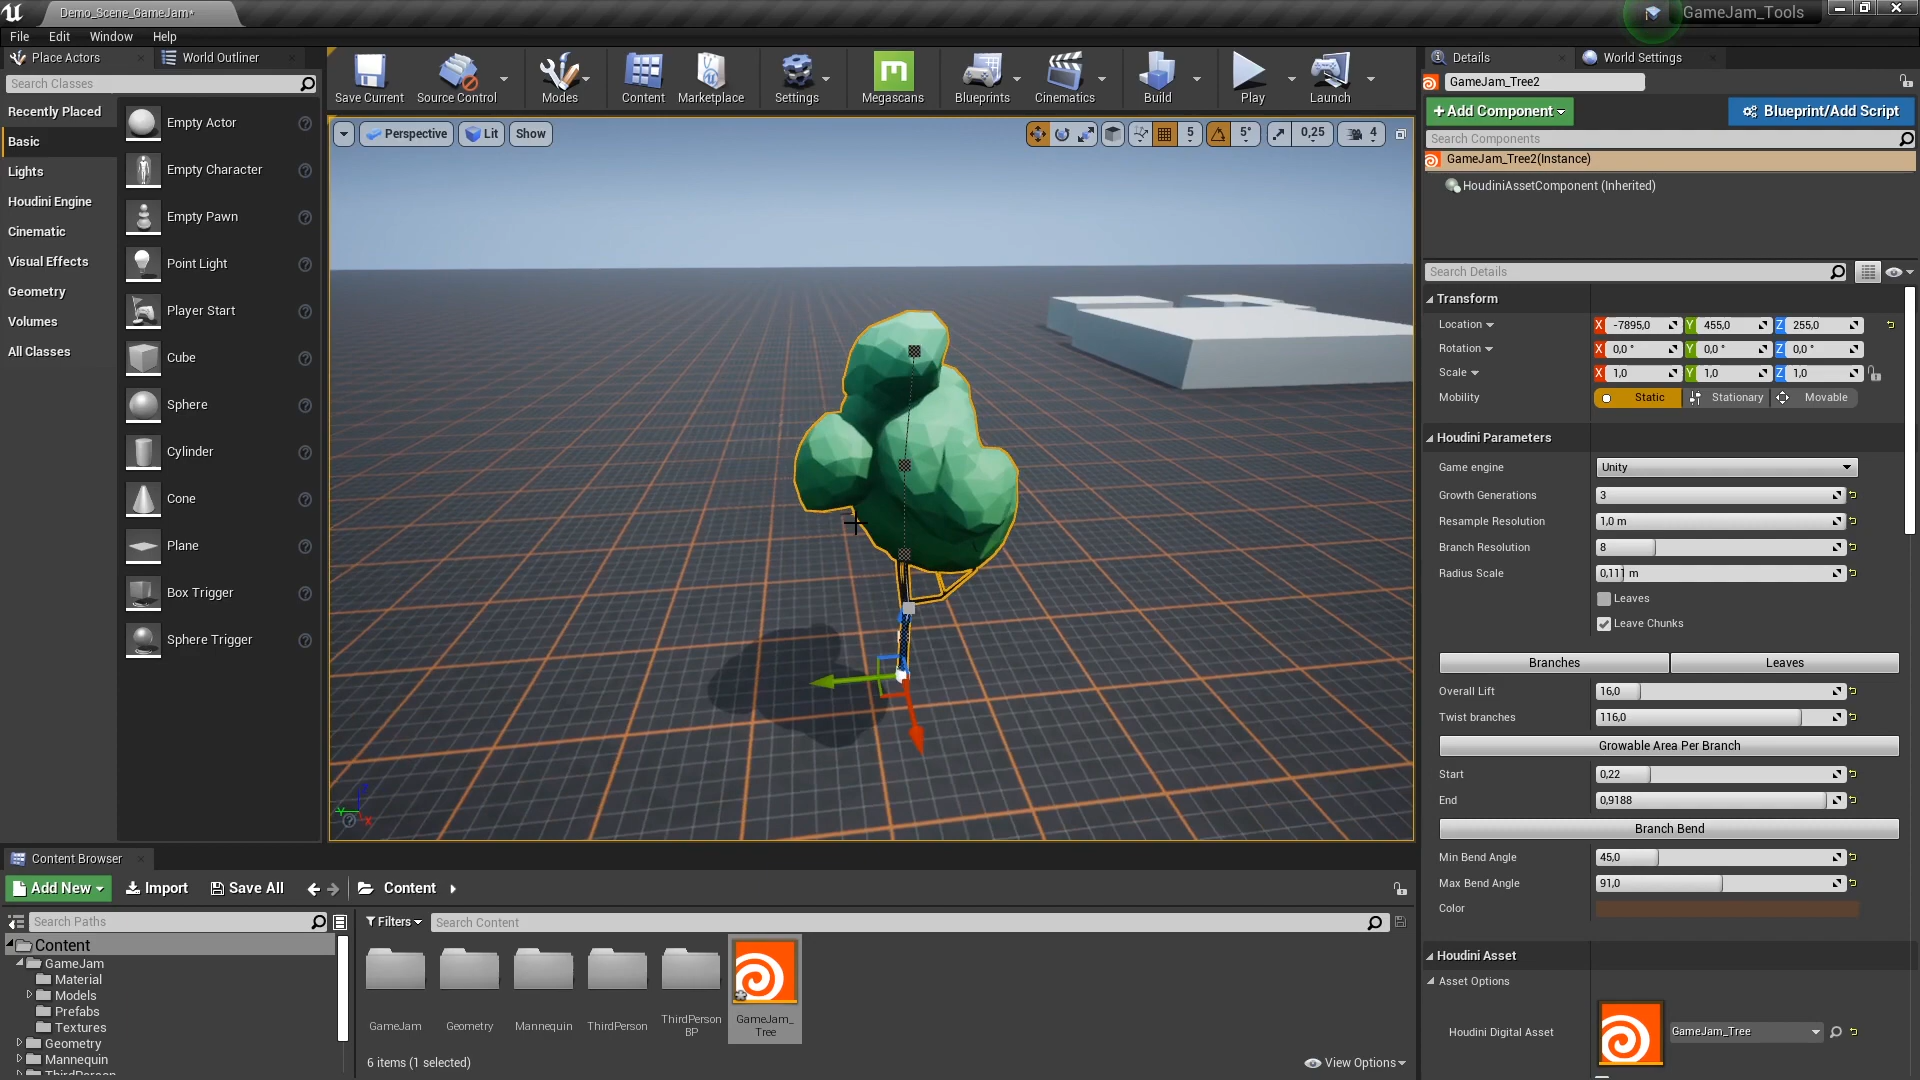 Demo_Scene_GameJam*
GameJam_Tools
File Edit Window Help
Place Actors
World Outliner
Search Classes
Recently Placed
Basic
Lights
Houdini Engine
Cinematic
Visual Effects
Geometry
Volumes
All Classes
Empty Actor
Empty Character
Empty Pawn
Point Light
Player Start
Cube
Sphere
Cylinder
Cone
Plane
Box Trigger
Sphere Trigger
Save Current
Source Control
Modes
Content
Marketplace
Settings
Megascans
Blueprints
Cinematics
Build
Play
Launch
Perspective
Lit
Show
5
5°
0,25
4
Details
World Settings
GameJam_Tree2
+Add Component
Blueprint/Add Script
Search Components
GameJam_Tree2(Instance)
HoudiniAssetComponent (Inherited)
Search Details
Transform
Location X -7895,0 Y 455,0 Z 255,0
Rotation X 0,0 ° Y 0,0 ° Z 0,0 °
Scale X 1,0 Y 1,0 Z 1,0
Mobility Static Stationary Movable
Houdini Parameters
Game engine Unity
Growth Generations 3
Resample Resolution 1,0 m
Branch Resolution 8
Radius Scale 0,111 m
Leaves
Leave Chunks
Branches Leaves
Overall Lift 16,0
Twist branches 116,0
Growable Area Per Branch
Start 0,22
End 0,9188
Branch Bend
Min Bend Angle 45,0
Max Bend Angle 91,0
Color
Houdini Asset
Asset Options
Houdini Digital Asset GameJam_Tree
Content Browser
Add New
Import
Save All
Content
Search Paths
Filters
Search Content
Content
GameJam
Material
Models
Prefabs
Textures
Geometry
Mannequin
ThirdPerson
GameJam
Geometry
Mannequin
ThirdPerson
ThirdPerson
BP
GameJam_
Tree
6 items (1 selected)
View Options